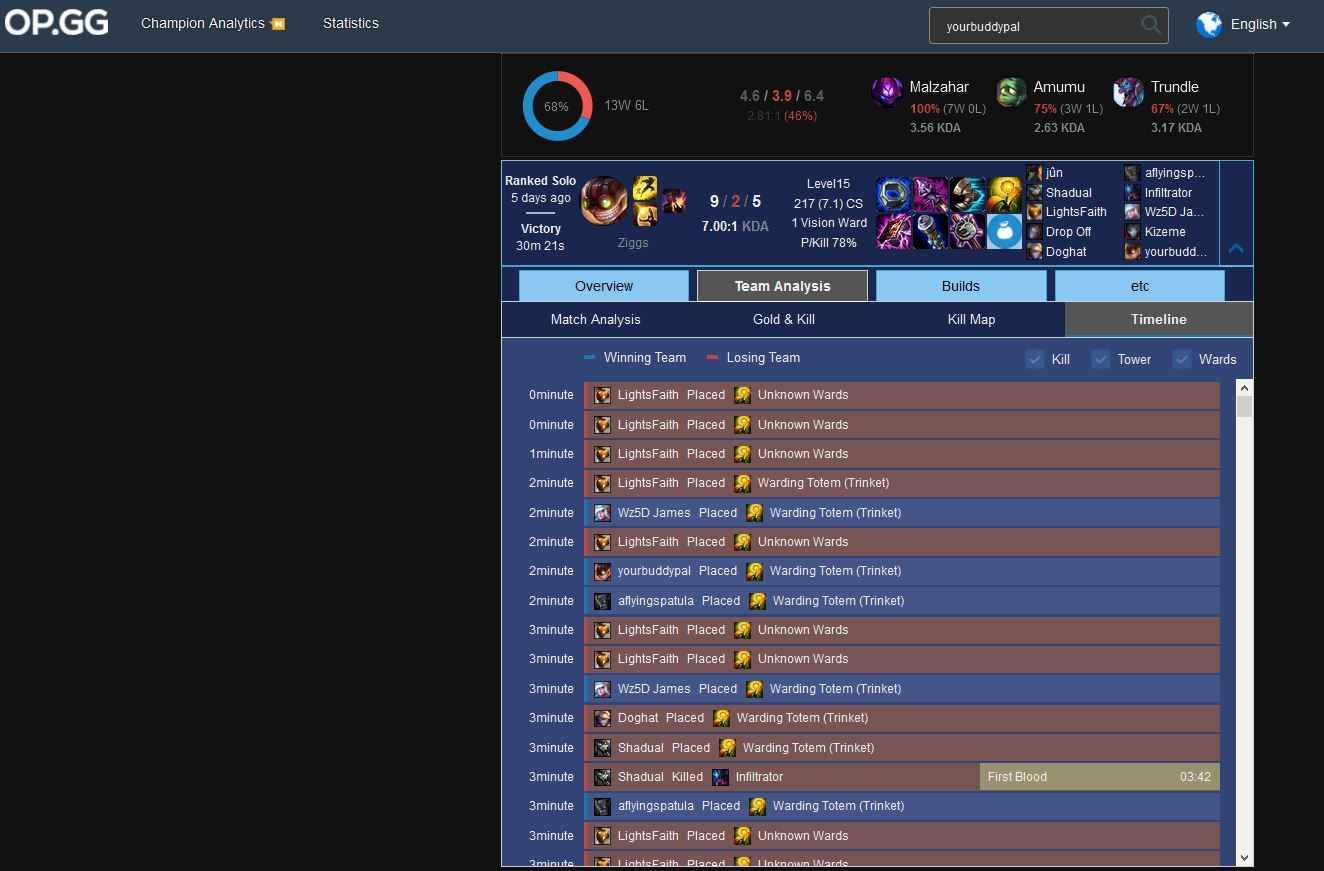 OP.GG Champion Analytics Statistics yourbuddypal English
68% 13W 6L 4.6 / 3.9 / 6.4 2.81:1 (46%)
Malzahar 100% (7W 0L) 3.56 KDA
Amumu 75% (3W 1L) 2.63 KDA
Trundle 67% (2W 1L) 3.17 KDA
Ranked Solo
5 days ago
Victory
30m 21s
Ziggs
9 / 2 / 5
7.00:1 KDA
Level15
217 (7.1) CS
1 Vision Ward
P/Kill 78%
jûn
Shadual
LightsFaith
Drop Off
Doghat
aflyingsp...
Infiltrator
Wz5D Ja...
Kizeme
yourbudd...
Overview Team Analysis Builds etc
Match Analysis Gold & Kill Kill Map Timeline
Winning Team Losing Team Kill Tower Wards
0minute LightsFaith Placed Unknown Wards
0minute LightsFaith Placed Unknown Wards
1minute LightsFaith Placed Unknown Wards
2minute LightsFaith Placed Warding Totem (Trinket)
2minute Wz5D James Placed Warding Totem (Trinket)
2minute LightsFaith Placed Unknown Wards
2minute yourbuddypal Placed Warding Totem (Trinket)
2minute aflyingspatula Placed Warding Totem (Trinket)
3minute LightsFaith Placed Unknown Wards
3minute LightsFaith Placed Unknown Wards
3minute Wz5D James Placed Warding Totem (Trinket)
3minute Doghat Placed Warding Totem (Trinket)
3minute Shadual Placed Warding Totem (Trinket)
3minute Shadual Killed Infiltrator First Blood 03:42
3minute aflyingspatula Placed Warding Totem (Trinket)
3minute LightsFaith Placed Unknown Wards
3minute LightsFaith Placed Unknown Wards